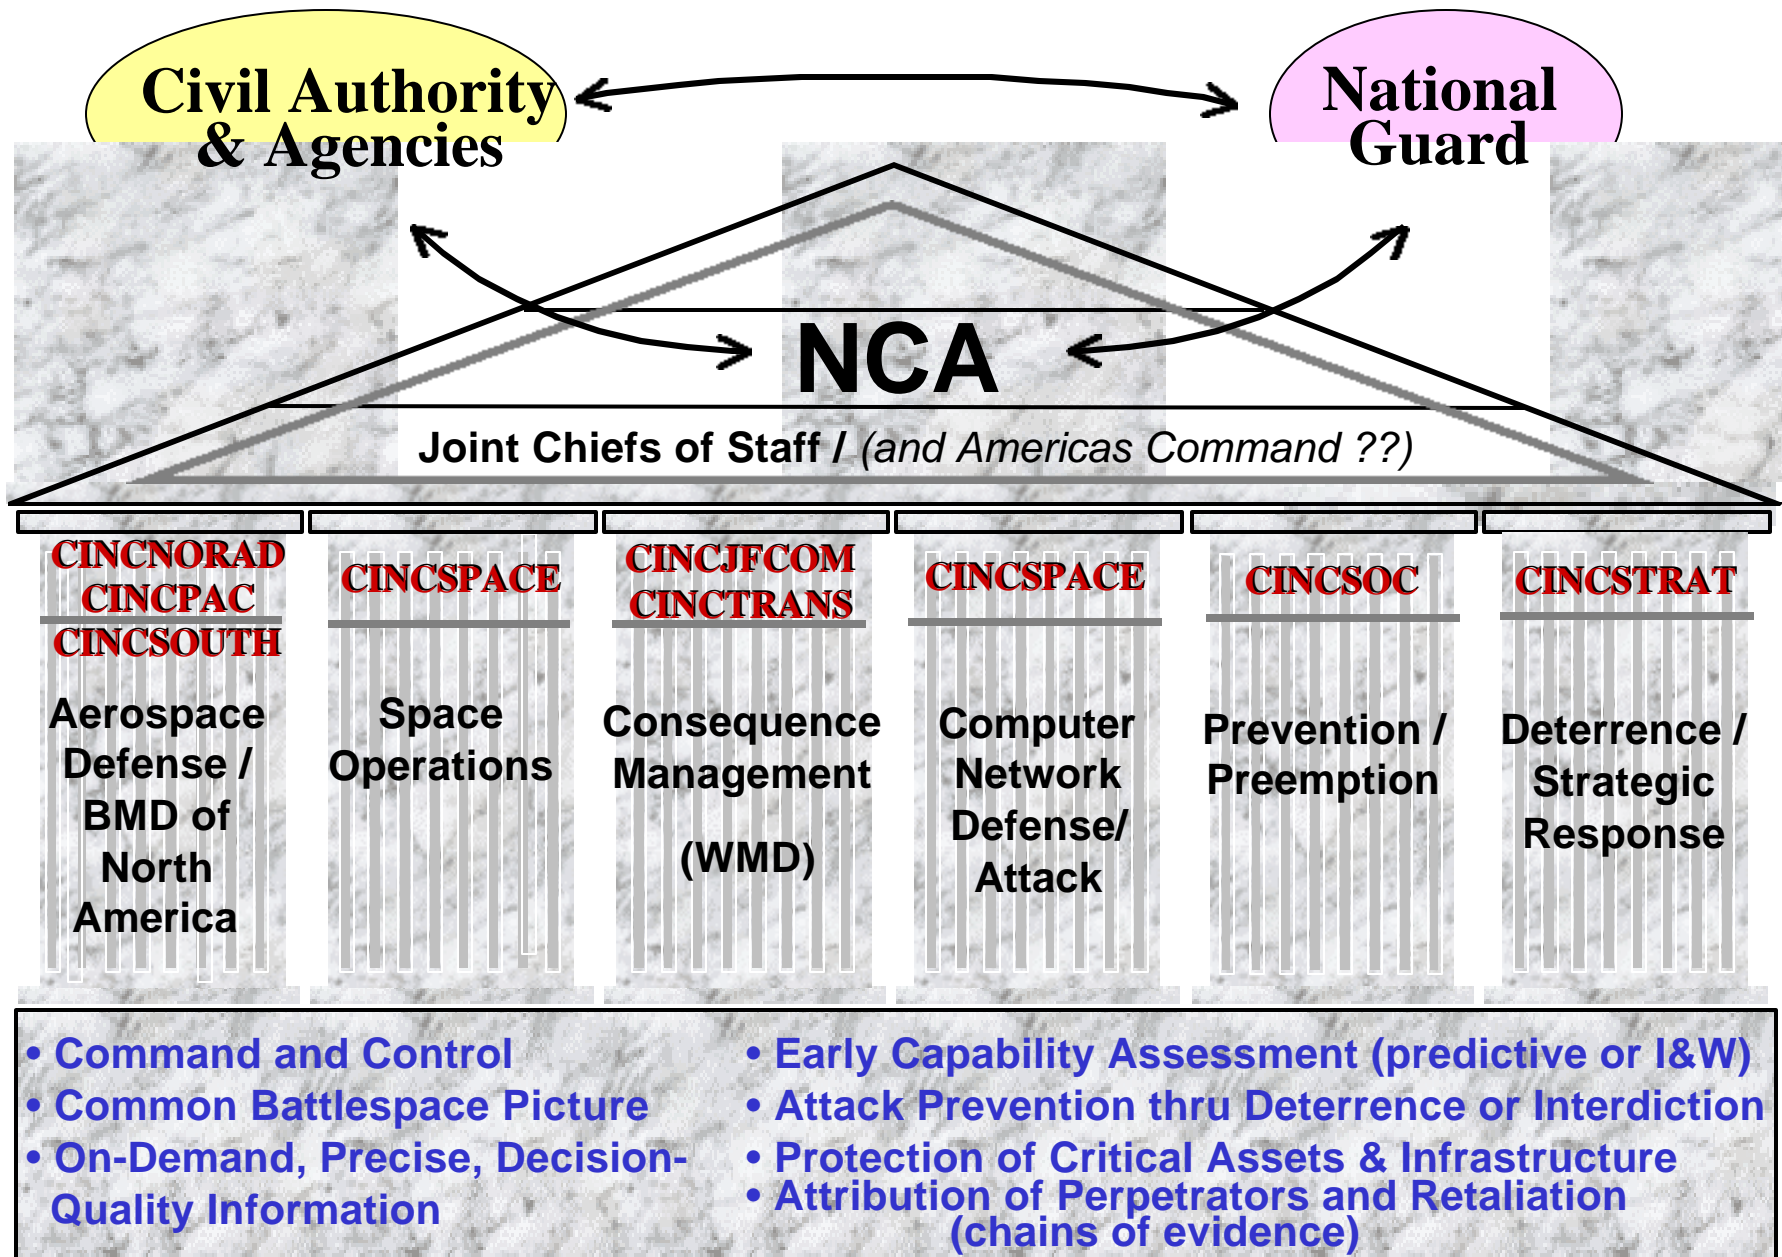 Civil Authority
& Agencies
National
Guard
NCA
Joint Chiefs of Staff / (and Americas Command ??)
CINCNORAD
CINCPAC
CINCSOUTH
Aerospace
Defense /
BMD of
North
America
CINCSPACE
Space
Operations
CINCJFCOM
CINCTRANS
Consequence
Management
(WMD)
CINCSPACE
Computer
Network
Defense/
Attack
CINCSOC
Prevention /
Preemption
CINCSTRAT
Deterrence /
Strategic
Response
• Command and Control
• Common Battlespace Picture
• On-Demand, Precise, Decision-
Quality Information
• Early Capability Assessment (predictive or I&W)
• Attack Prevention thru Deterrence or Interdiction
• Protection of Critical Assets & Infrastructure
• Attribution of Perpetrators and Retaliation
(chains of evidence)